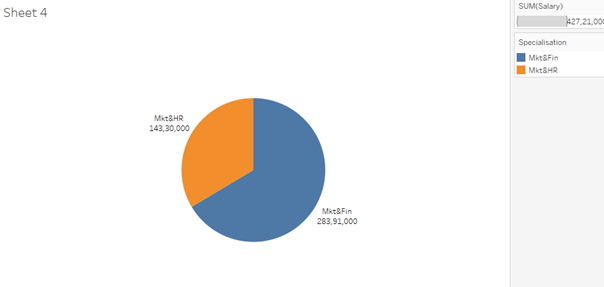 Sheet 4
SUM(Salary)
427,21,000
Specialisation
Mkt&Fin
Mkt&HR
Mkt&HR
143,30,000
Mkt&Fin
283,91,000